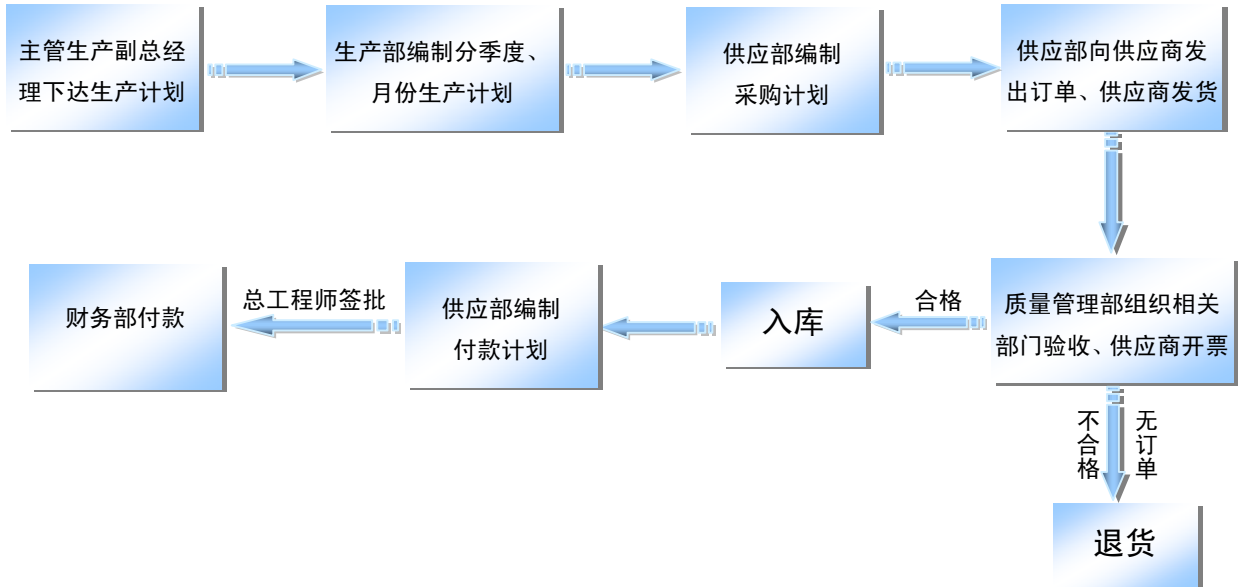 主管生产副总经
理下达生产计划
生产部编制分季度、
月份生产计划
供应部编制
采购计划
供应部向供应商发
出订单、供应商发货
质量管理部组织相关
部门验收、供应商开票
合格
入库
供应部编制
付款计划
总工程师签批
财务部付款
不合格
无订单
退货